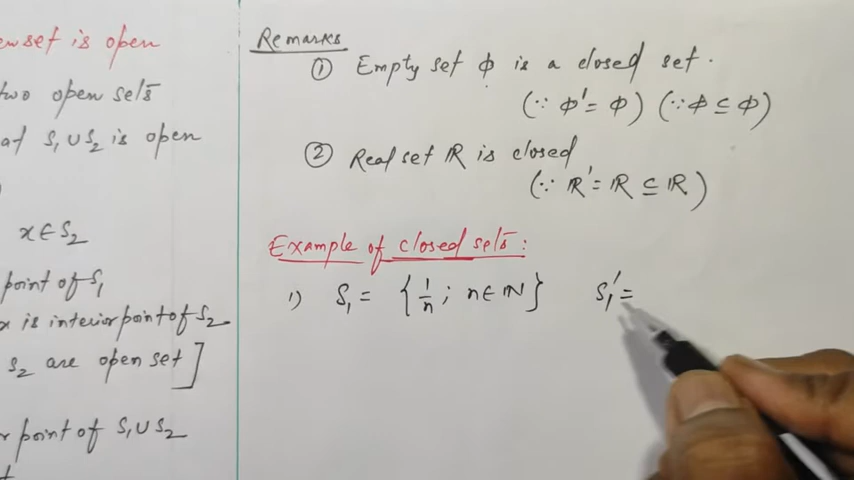 ew set is open
two open sets
at S₁ ∪ S₂ is open
x ∈ S₂
point of S₁
x is interior point of S₂
S₂ are open set]
r point of S₁ ∪ S₂
Remarks
① Empty set ϕ is a closed set.
(∵ ϕ' = ϕ) (∵ ϕ ⊆ ϕ)
② Real set ℝ is closed
(∵ ℝ' = ℝ ⊆ ℝ)
Example of closed sets:
1) S₁ = {1/n ; n ∈ ℕ} S₁' =